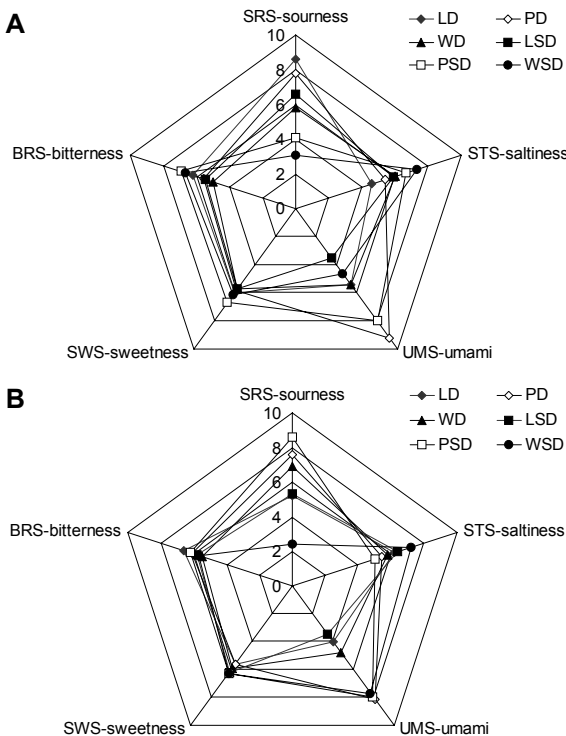 A
SRS-sourness
LD PD
WD LSD
PSD WSD
10
8
6
4
2
0
BRS-bitterness
STS-saltiness
SWS-sweetness
UMS-umami
B
SRS-sourness
LD PD
WD LSD
PSD WSD
10
8
6
4
2
0
BRS-bitterness
STS-saltiness
SWS-sweetness
UMS-umami